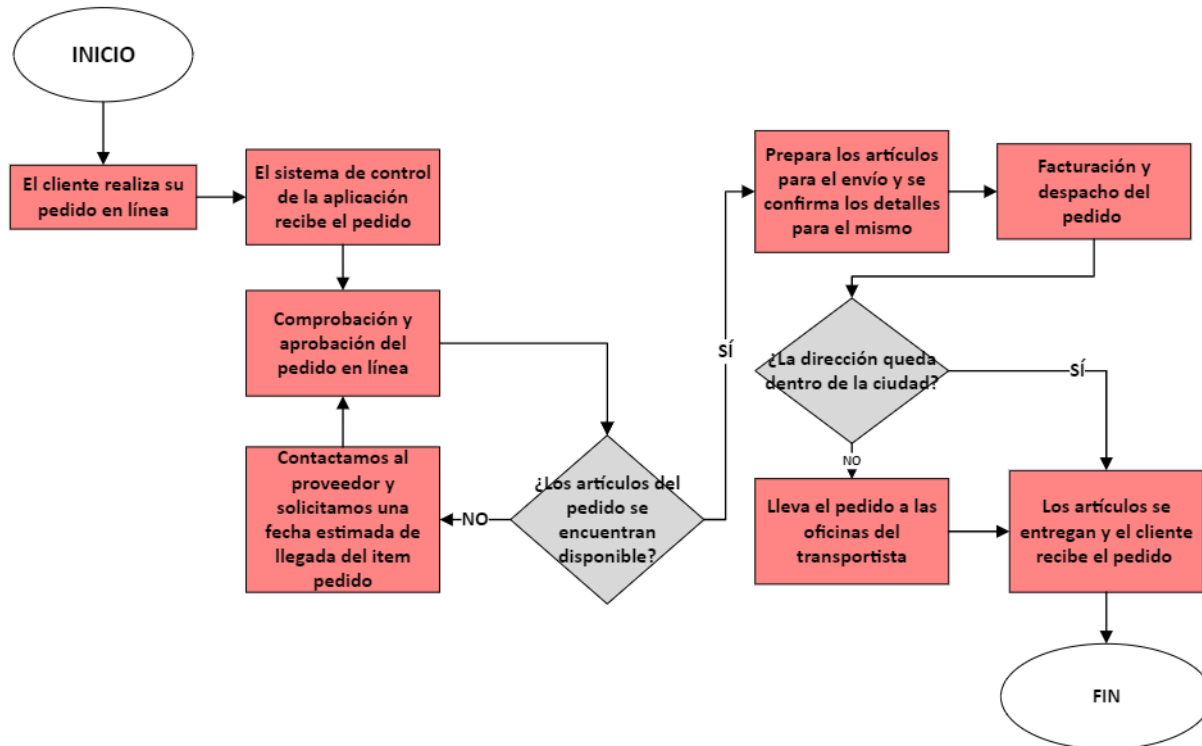 INICIO
El cliente realiza su
pedido en línea
El sistema de control
de la aplicación
recibe el pedido
Comprobación y
aprobación del
pedido en línea
Contactamos al
proveedor y
solicitamos una
fecha estimada de
llegada del item
pedido
NO
¿Los artículos del
pedido se
encuentran
disponible?
SÍ
Prepara los artículos
para el envío y se
confirma los detalles
para el mismo
Facturación y
despacho del
pedido
¿La dirección queda
dentro de la ciudad?
SÍ
NO
Lleva el pedido a las
oficinas del
transportista
Los artículos se
entregan y el cliente
recibe el pedido
FIN